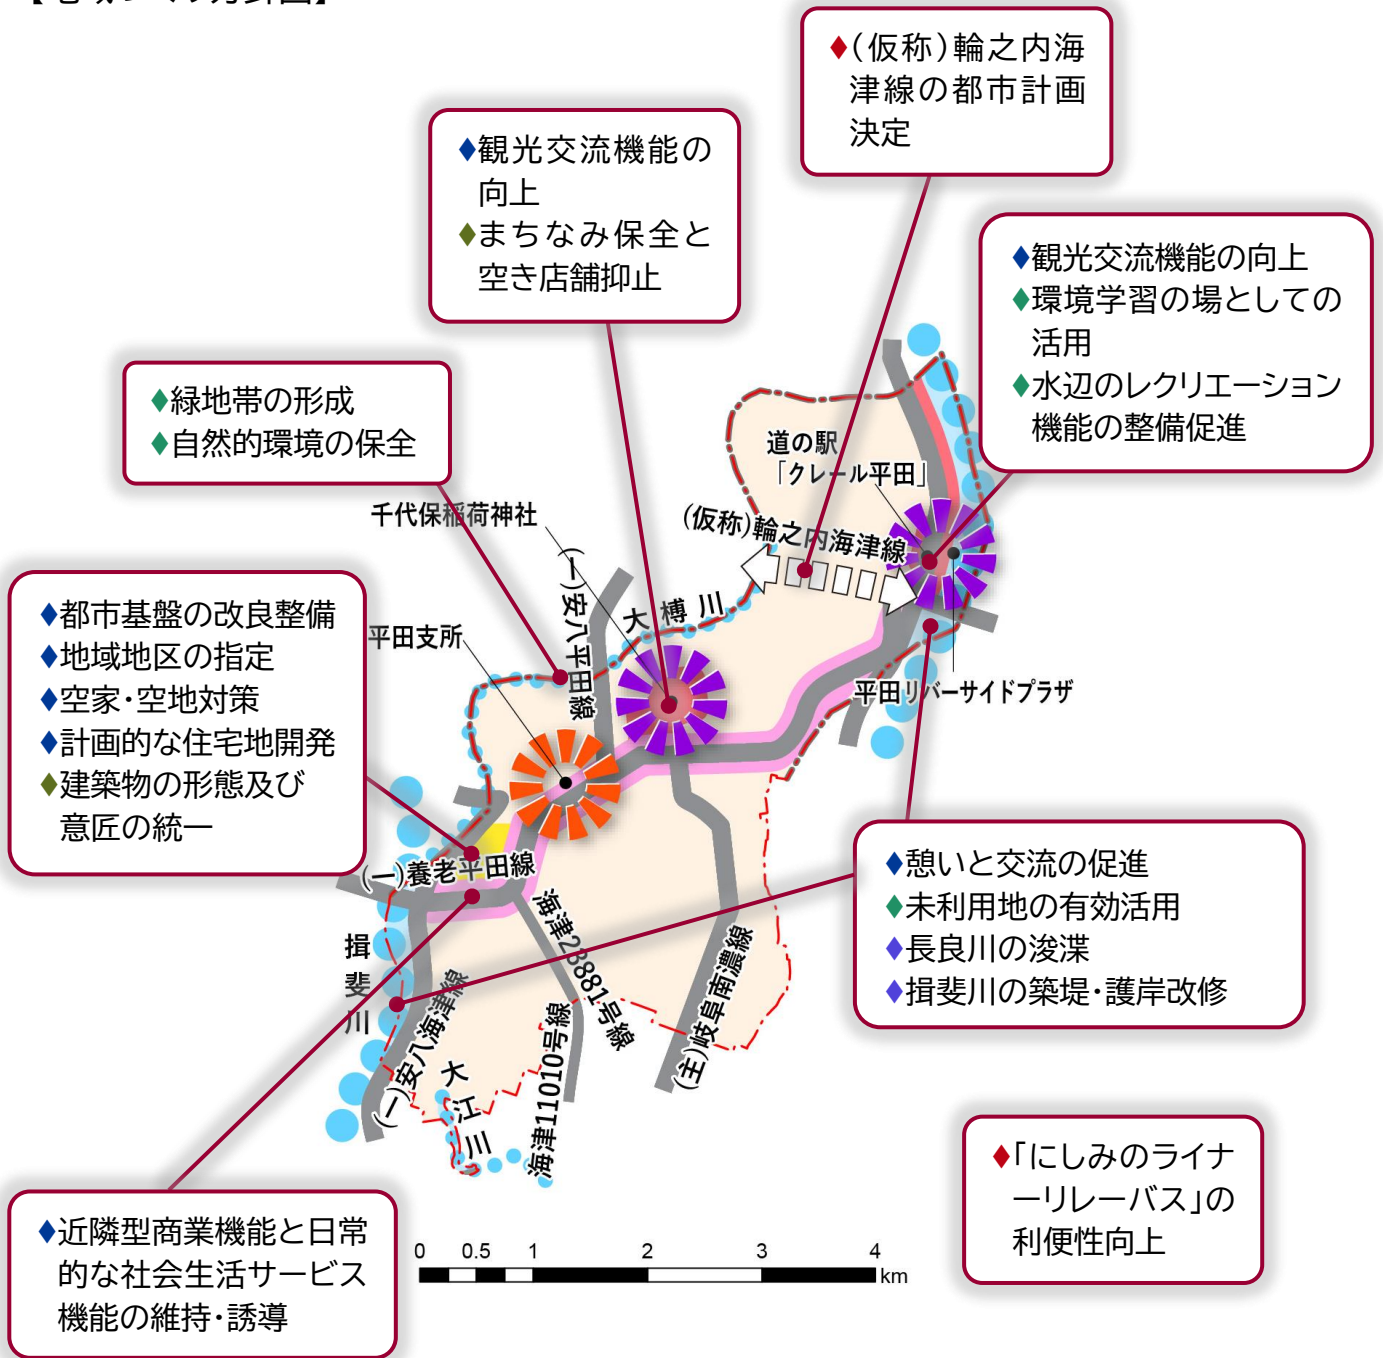 ♦(仮称)輪之内海
津線の都市計画
決定
♦観光交流機能の
向上
♦まちなみ保全と
空き店舗抑止
♦観光交流機能の向上
♦環境学習の場としての
活用
♦水辺のレクリエーション
機能の整備促進
♦緑地帯の形成
♦自然的環境の保全
道の駅
「クレール平田」
千代保稲荷神社
(仮称)輪之内海津線
♦都市基盤の改良整備
♦地域地区の指定
♦空家・空地対策
♦計画的な住宅地開発
♦建築物の形態及び
意匠の統一
(一)安八平田線
大榑川
平田支所
平田リバーサイドプラザ
(一)養老平田線
♦憩いと交流の促進
♦未利用地の有効活用
♦長良川の浚渫
♦揖斐川の築堤・護岸改修
揖斐川
海津23881号線
(一)安八海津線
(主)岐阜南濃線
海津11010号線
大江川
♦「にしみのライナ
ーリレーバス」の
利便性向上
♦近隣型商業機能と日常
的な社会生活サービス
機能の維持・誘導
0 0.5 1 2 3 4
km